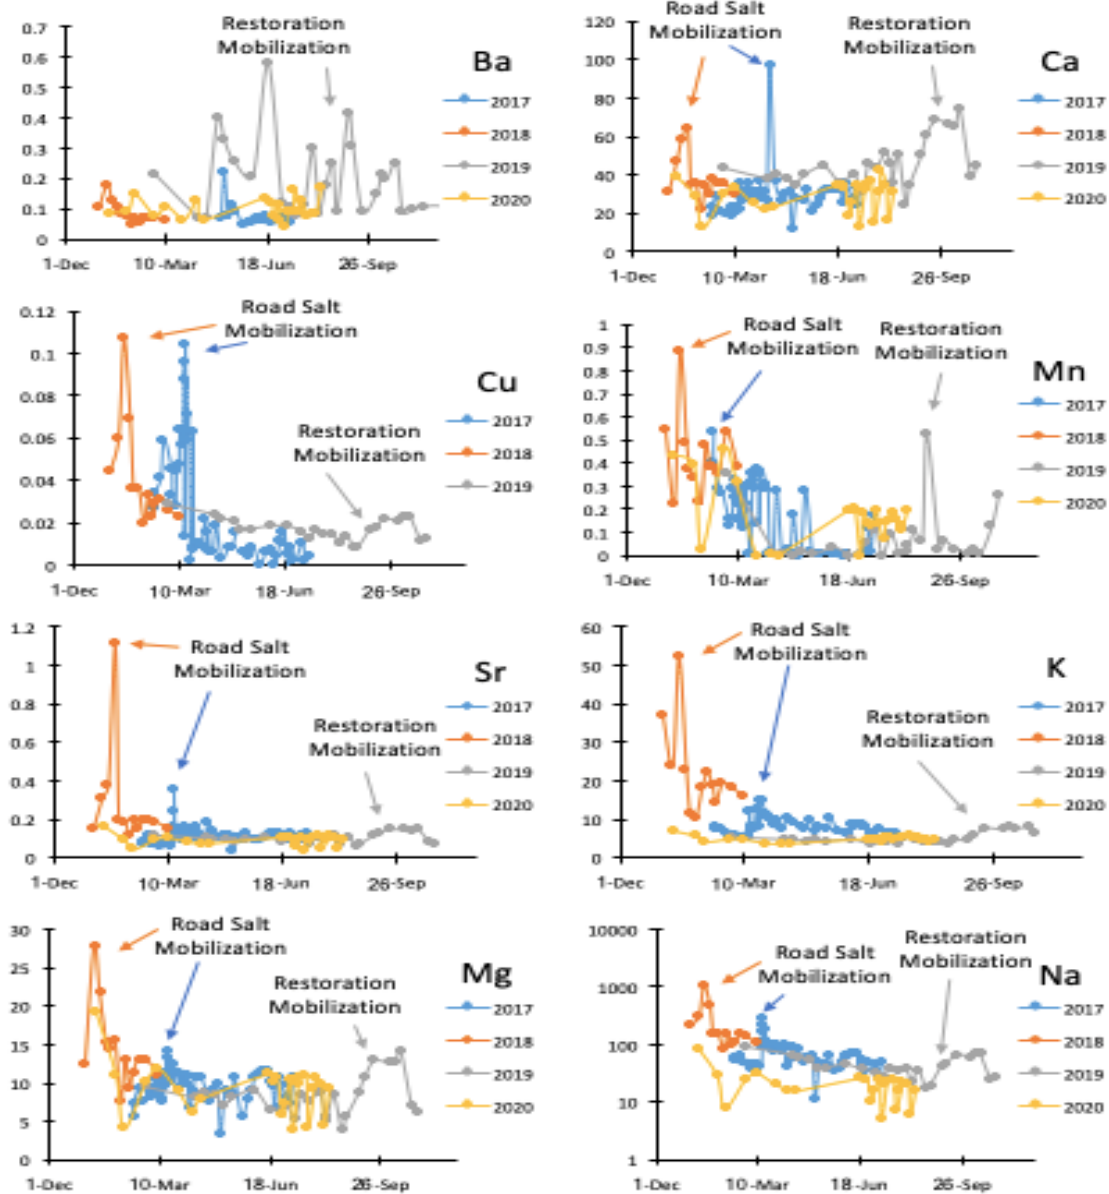 Restoration
Mobilization
Ba
0.7
0.6
0.5
0.4
0.3
0.2
0.1
0
1-Dec 10-Mar 18-Jun 26-Sep
2017
2018
2019
2020
Road Salt
Mobilization
Restoration
Mobilization
Ca
120
100
80
60
40
20
0
1-Dec 10-Mar 18-Jun 26-Sep
2017
2018
2019
2020
Road Salt
Mobilization
Restoration
Mobilization
Cu
0.12
0.1
0.08
0.06
0.04
0.02
0
1-Dec 10-Mar 18-Jun 26-Sep
2017
2018
2019
Road Salt
Mobilization
Restoration
Mobilization
Mn
1
0.9
0.8
0.7
0.6
0.5
0.4
0.3
0.2
0.1
0
1-Dec 10-Mar 18-Jun 26-Sep
2017
2018
2019
2020
Road Salt
Mobilization
Restoration
Mobilization
Sr
1.2
1
0.8
0.6
0.4
0.2
0
1-Dec 10-Mar 18-Jun 26-Sep
2017
2018
2019
2020
Road Salt
Mobilization
Restoration
Mobilization
K
60
50
40
30
20
10
0
1-Dec 10-Mar 18-Jun 26-Sep
2017
2018
2019
2020
Road Salt
Mobilization
Restoration
Mobilization
Mg
30
25
20
15
10
5
0
1-Dec 10-Mar 18-Jun 26-Sep
2017
2018
2019
2020
Road Salt
Mobilization
Restoration
Mobilization
Na
10000
1000
100
10
1
1-Dec 10-Mar 18-Jun 26-Sep
2017
2018
2019
2020